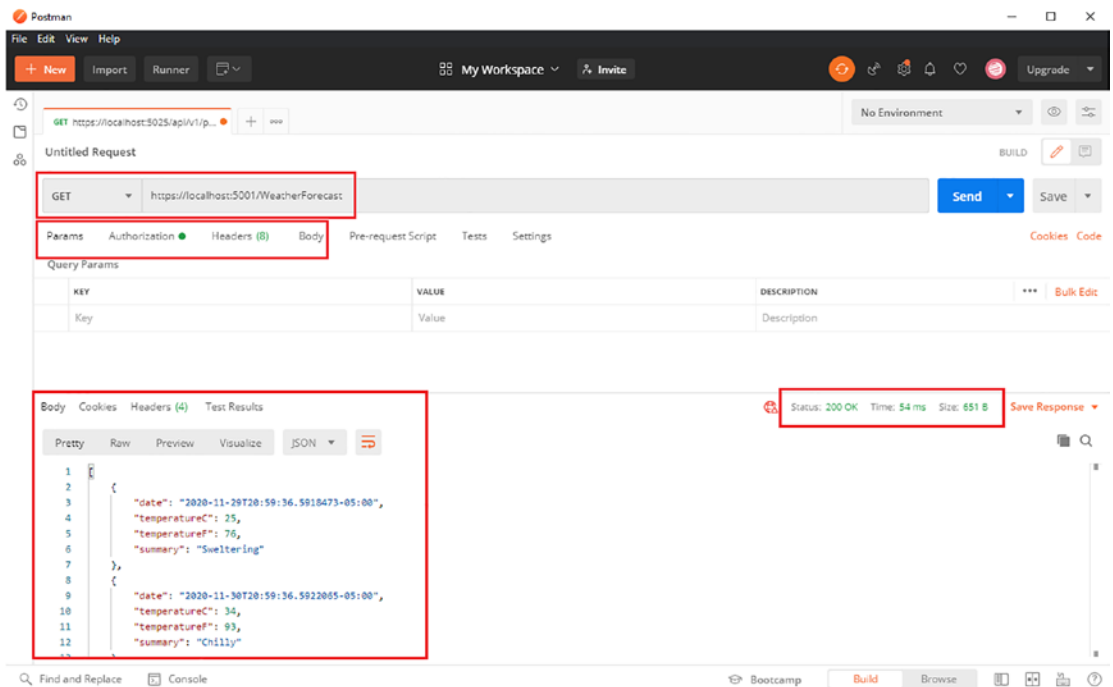 Postman
File Edit View Help
+ New Import Runner My Workspace Invite Upgrade
GET https://localhost:5025/api/v1/p...
No Environment
Untitled Request BUILD
GET https://localhost:5001/WeatherForecast Send Save
Params Authorization Headers (8) Body Pre-request Script Tests Settings Cookies Code
Query Params
KEY VALUE DESCRIPTION ••• Bulk Edit
Key Value Description
Body Cookies Headers (4) Test Results Status: 200 OK Time: 54 ms Size: 651 B Save Response
Pretty Raw Preview Visualize JSON
1 [
2 {
3 "date": "2020-11-29T20:59:36.5918473-05:00",
4 "temperatureC": 25,
5 "temperatureF": 76,
6 "summary": "Sweltering"
7 },
8 {
9 "date": "2020-11-30T20:59:36.5922065-05:00",
10 "temperatureC": 34,
11 "temperatureF": 93,
12 "summary": "Chilly"
Find and Replace Console Bootcamp Build Browse